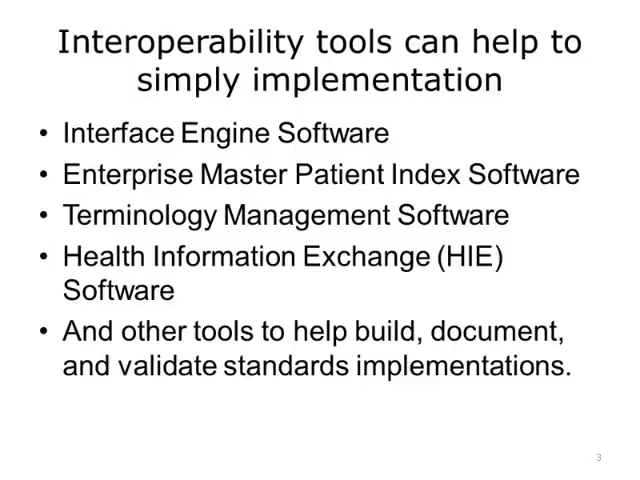 Interoperability tools can help to
simply implementation
• Interface Engine Software
• Enterprise Master Patient Index Software
• Terminology Management Software
• Health Information Exchange (HIE)
Software
• And other tools to help build, document,
and validate standards implementations.
3